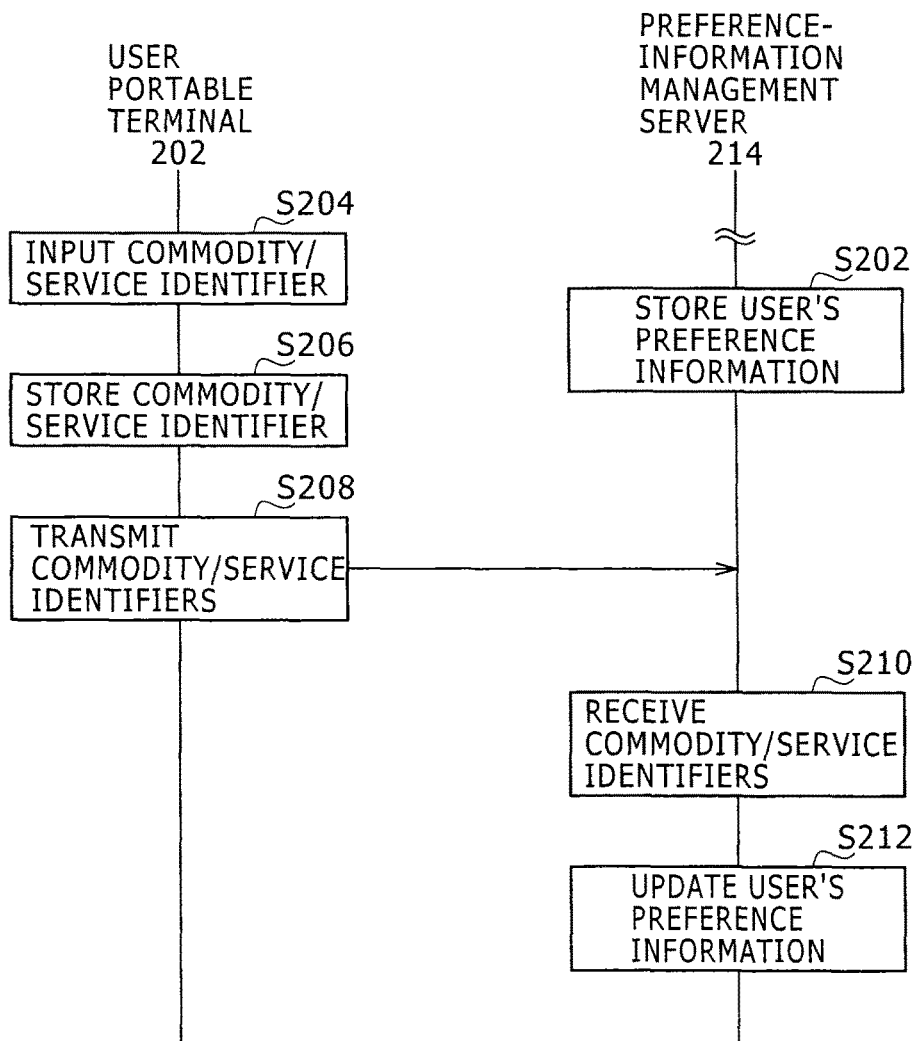 USER
PORTABLE
TERMINAL
202
PREFERENCE-
INFORMATION
MANAGEMENT
SERVER
214
S204
INPUT COMMODITY/
SERVICE IDENTIFIER
S202
STORE USER'S
PREFERENCE
INFORMATION
S206
STORE COMMODITY/
SERVICE IDENTIFIER
S208
TRANSMIT
COMMODITY/SERVICE
IDENTIFIERS
S210
RECEIVE
COMMODITY/SERVICE
IDENTIFIERS
S212
UPDATE USER'S
PREFERENCE
INFORMATION